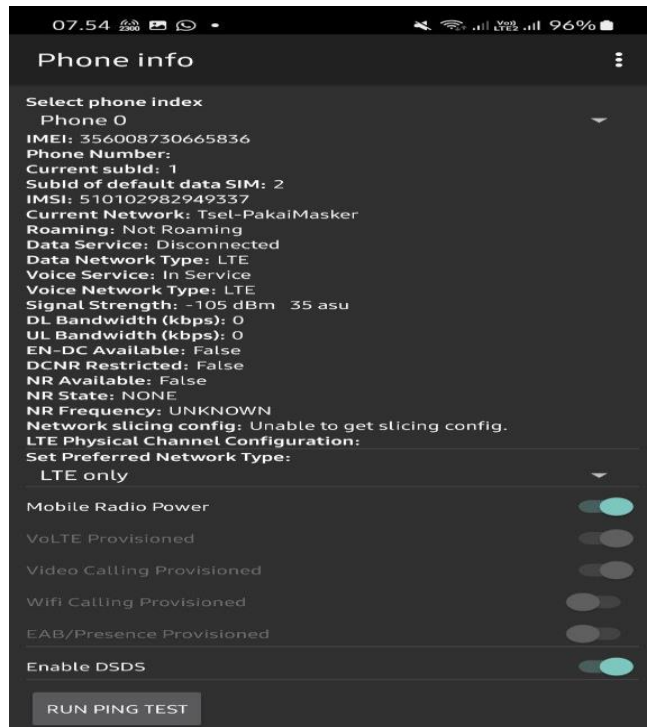 07.54 2300 Voo LTE2 96%
Phone info
Select phone index
Phone 0
IMEI: 356008730665836
Phone Number:
Current subId: 1
SubId of default data SIM: 2
IMSI: 510102982949337
Current Network: Tsel-PakaiMasker
Roaming: Not Roaming
Data Service: Disconnected
Data Network Type: LTE
Voice Service: In Service
Voice Network Type: LTE
Signal Strength: -105 dBm 35 asu
DL Bandwidth (kbps): 0
UL Bandwidth (kbps): 0
EN-DC Available: False
DCNR Restricted: False
NR Available: False
NR State: NONE
NR Frequency: UNKNOWN
Network slicing config: Unable to get slicing config.
LTE Physical Channel Configuration:
Set Preferred Network Type:
LTE only
Mobile Radio Power
VoLTE Provisioned
Video Calling Provisioned
Wifi Calling Provisioned
EAB/Presence Provisioned
Enable DSDS
RUN PING TEST